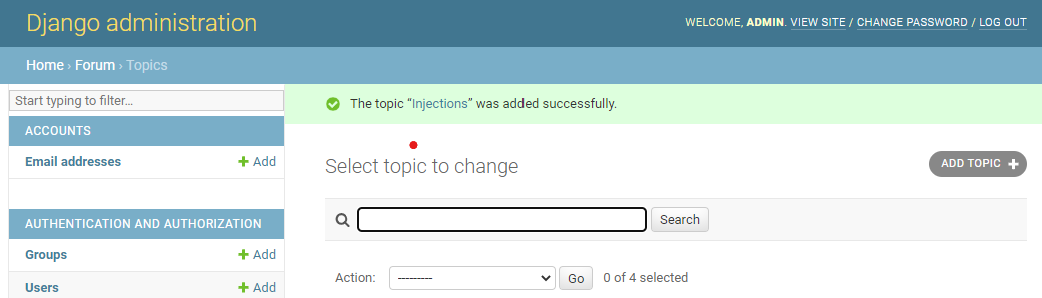 Django administration
WELCOME, ADMIN. VIEW SITE / CHANGE PASSWORD / LOG OUT
Home › Forum › Topics
Start typing to filter...
ACCOUNTS
Email addresses + Add
AUTHENTICATION AND AUTHORIZATION
Groups + Add
Users + Add
The topic “Injections” was added successfully.
Select topic to change
ADD TOPIC +
Search
Action: --------- Go 0 of 4 selected